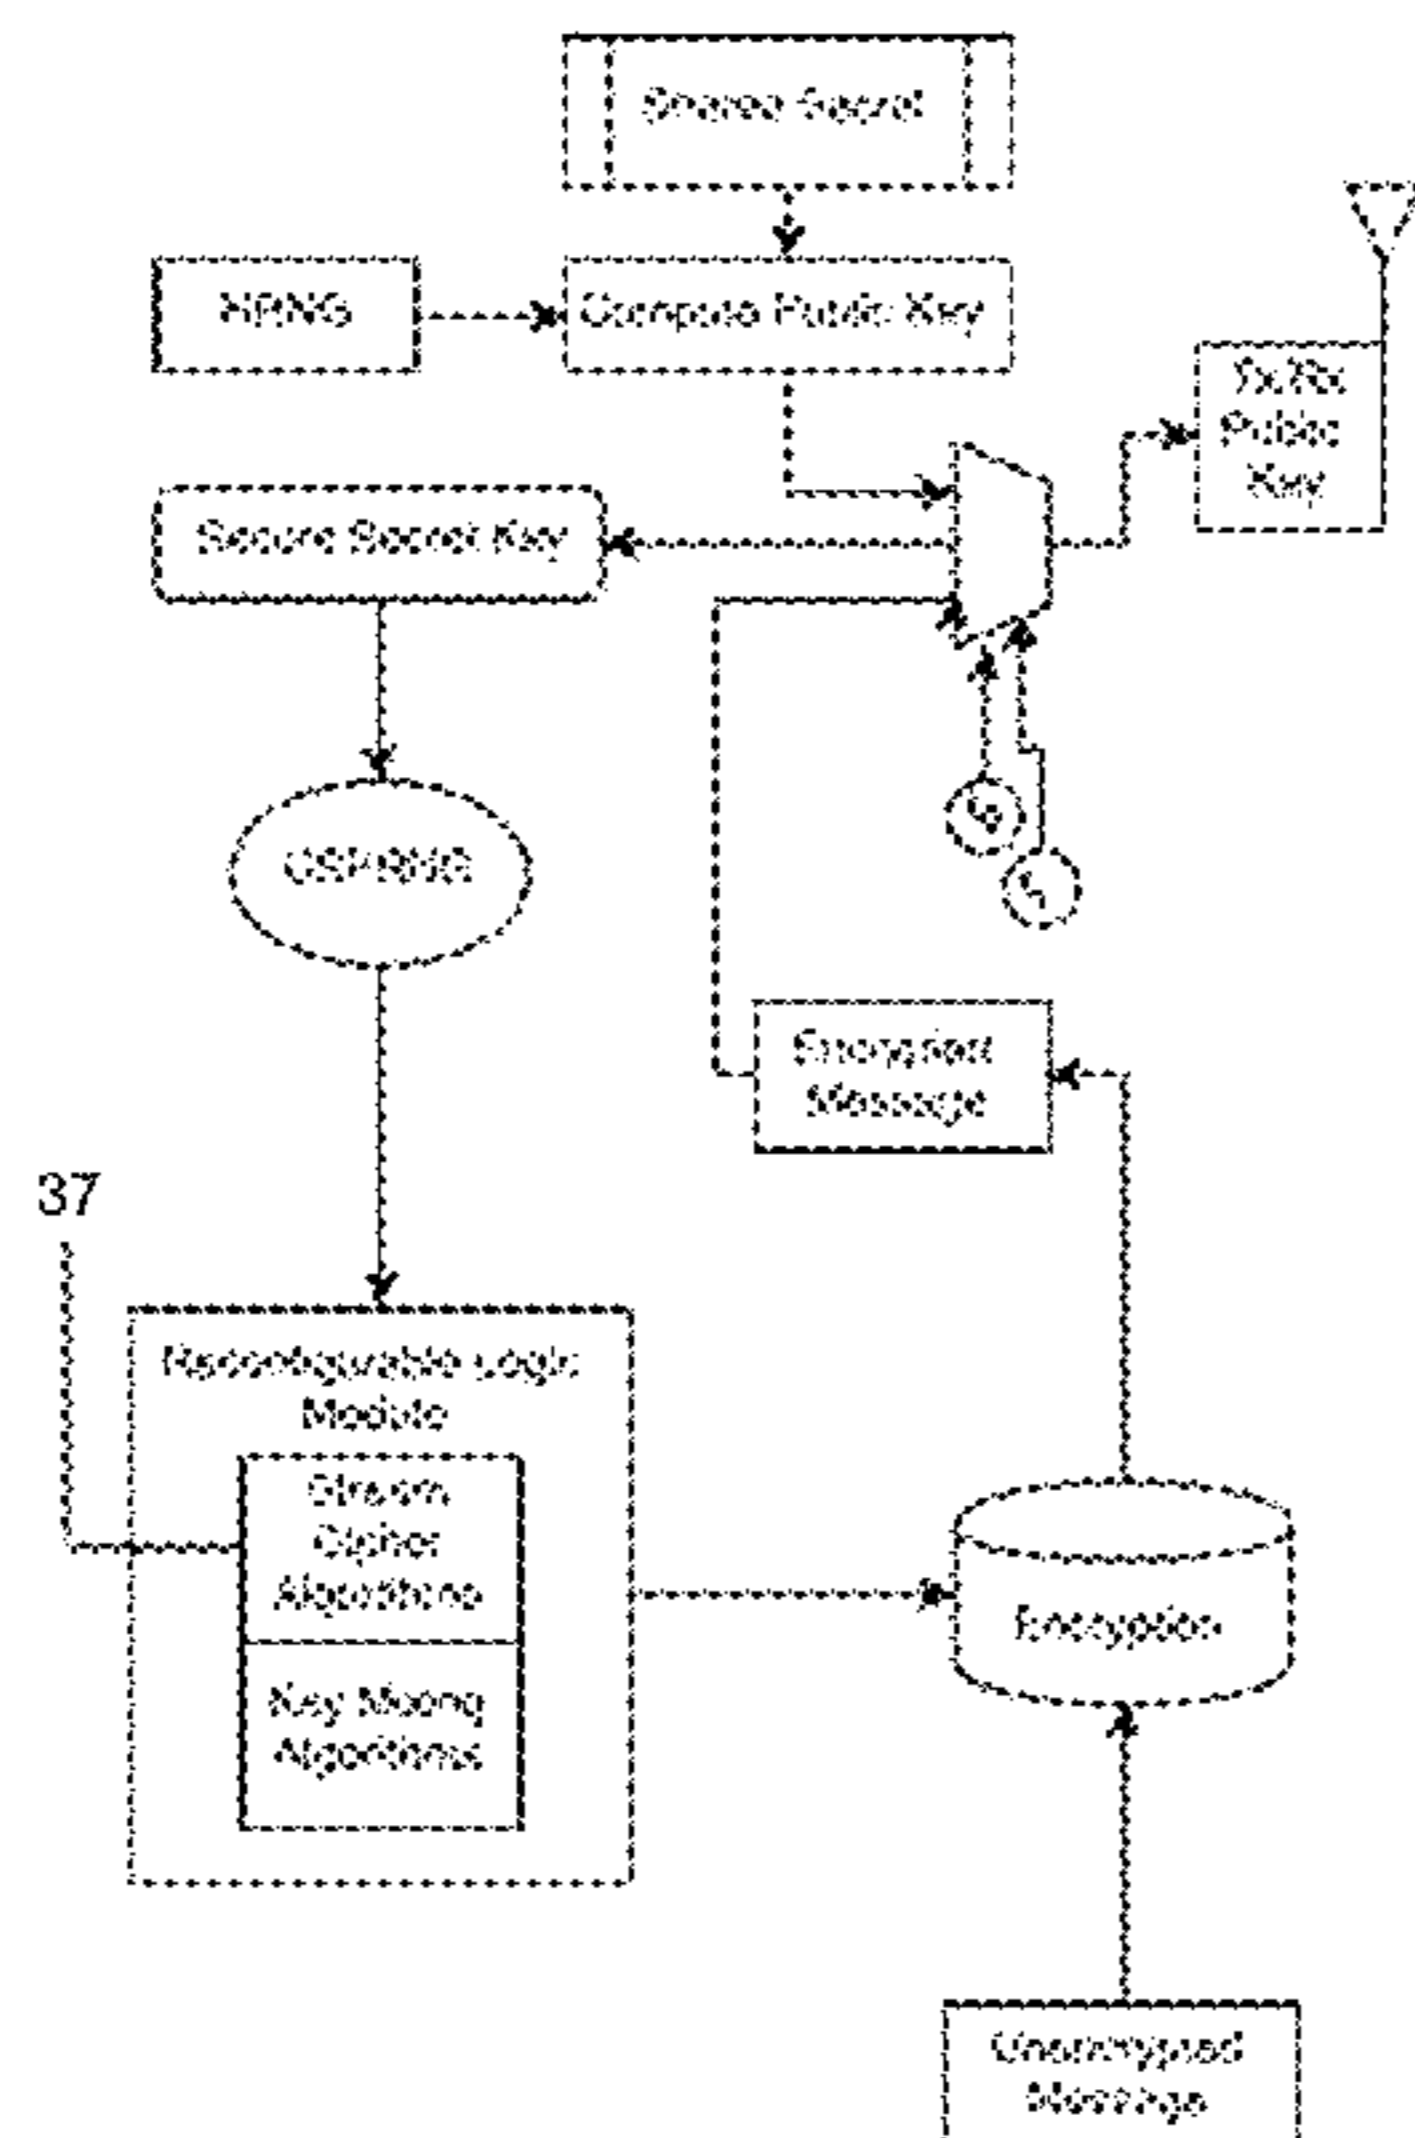 Shared Secret
HRNG
Compute Public Key
Tx/Rx
Public
Key
Secure Secret Key
CSPRNG
Encrypted
Message
37
Reconfigurable Logic
Module
Stream
Cipher
Algorithms
Key Mixing
Algorithms
Encryption
Unencrypted
Message